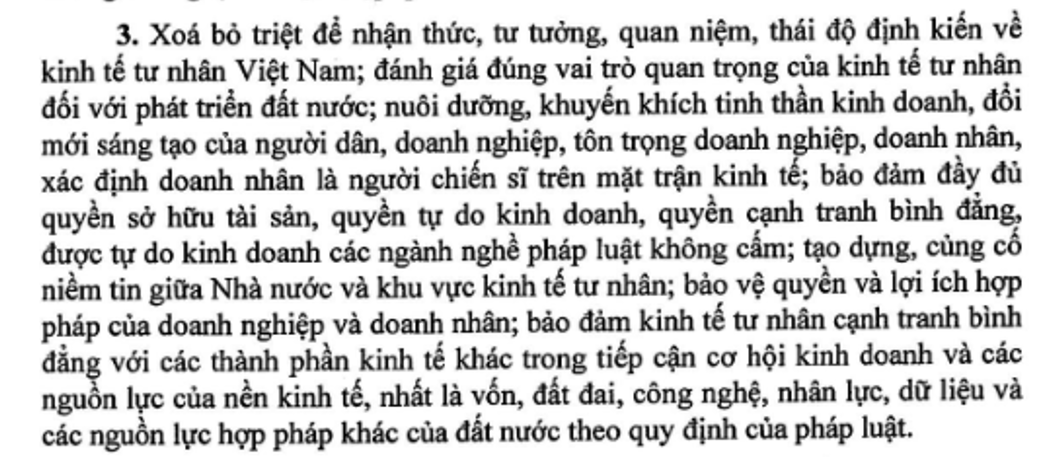 3. Xoá bỏ triệt để nhận thức, tư tưởng, quan niệm, thái độ định kiến về
kinh tế tư nhân Việt Nam; đánh giá đúng vai trò quan trọng của kinh tế tư nhân
đối với phát triển đất nước; nuôi dưỡng, khuyến khích tinh thần kinh doanh, đổi
mới sáng tạo của người dân, doanh nghiệp, tôn trọng doanh nghiệp, doanh nhân,
xác định doanh nhân là người chiến sĩ trên mặt trận kinh tế; bảo đảm đầy đủ
quyền sở hữu tài sản, quyền tự do kinh doanh, quyền cạnh tranh bình đẳng,
được tự do kinh doanh các ngành nghề pháp luật không cấm; tạo dựng, củng cố
niềm tin giữa Nhà nước và khu vực kinh tế tư nhân; bảo vệ quyền và lợi ích hợp
pháp của doanh nghiệp và doanh nhân; bảo đảm kinh tế tư nhân cạnh tranh bình
đẳng với các thành phần kinh tế khác trong tiếp cận cơ hội kinh doanh và các
nguồn lực của nền kinh tế, nhất là vốn, đất đai, công nghệ, nhân lực, dữ liệu và
các nguồn lực hợp pháp khác của đất nước theo quy định của pháp luật.